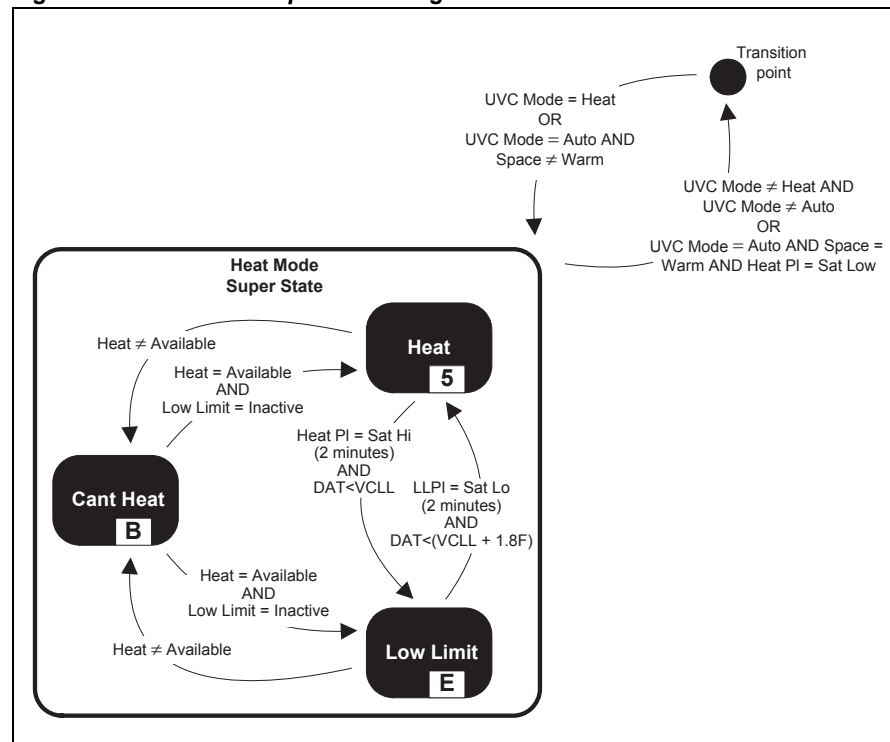 Transition
point
UVC Mode = Heat
OR
UVC Mode = Auto AND
Space ≠ Warm
UVC Mode ≠ Heat AND
UVC Mode ≠ Auto
OR
UVC Mode = Auto AND Space =
Warm AND Heat PI = Sat Low
Heat Mode
Super State
Heat ≠ Available
Heat
5
Heat = Available
AND
Low Limit = Inactive
Heat PI = Sat Hi
(2 minutes)
AND
DAT<VCLL
LLPI = Sat Lo
(2 minutes)
AND
DAT<(VCLL + 1.8F)
Cant Heat
B
Heat = Available
AND
Low Limit = Inactive
Heat ≠ Available
Low Limit
E